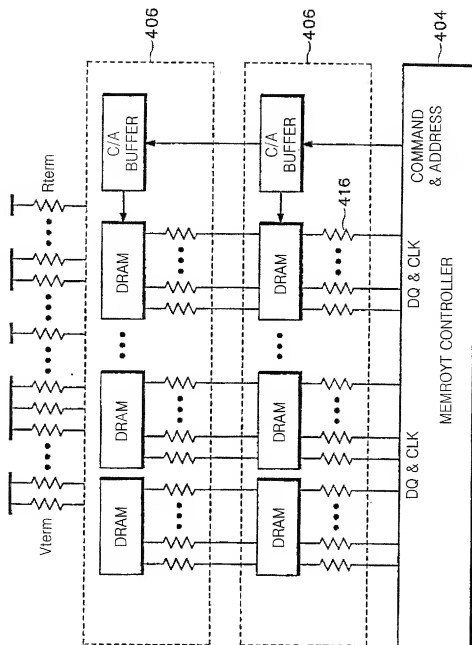 406
406
404
Vterm
Rterm
DRAM
DRAM
DRAM
C/A
BUFFER
DRAM
DRAM
DRAM
C/A
BUFFER
416
DQ & CLK
DQ & CLK
COMMAND
& ADDRESS
MEMROYT CONTROLLER